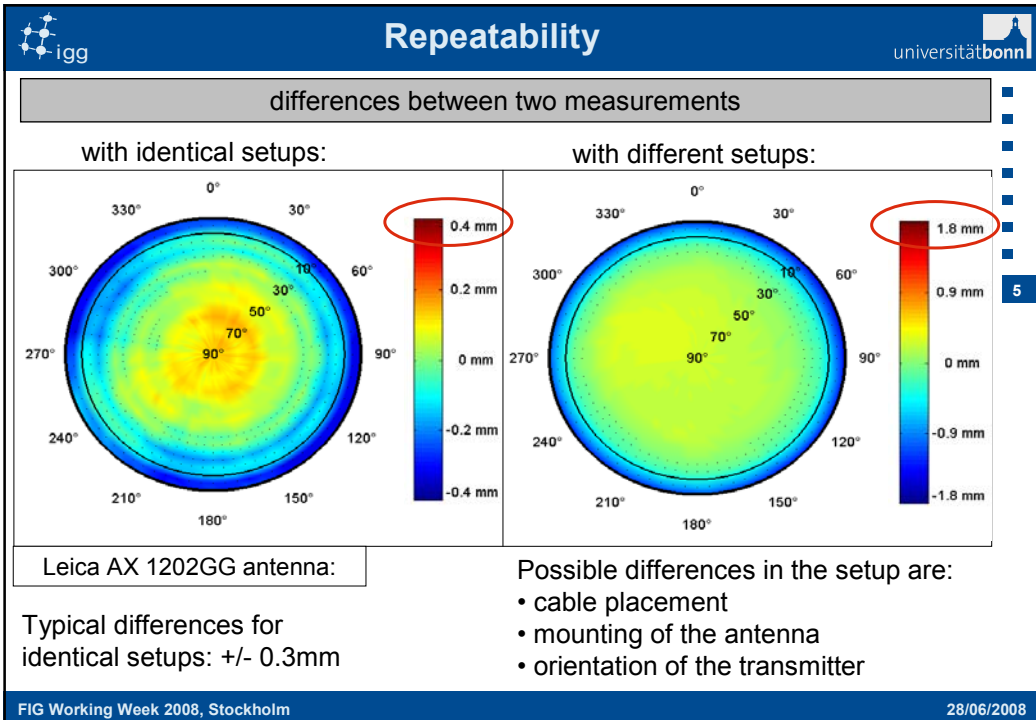 igg
Repeatability
universitätbonn
differences between two measurements
with identical setups:
0°
30°
60°
90°
120°
150°
180°
210°
240°
270°
300°
330°
10°
30°
50°
70°
90°
0.4 mm
0.2 mm
0 mm
-0.2 mm
-0.4 mm
with different setups:
0°
30°
60°
90°
120°
150°
180°
210°
240°
270°
300°
330°
10°
30°
50°
70°
90°
1.8 mm
0.9 mm
0 mm
-0.9 mm
-1.8 mm
5
Leica AX 1202GG antenna:
Typical differences for
identical setups: +/- 0.3mm
Possible differences in the setup are:
• cable placement
• mounting of the antenna
• orientation of the transmitter
FIG Working Week 2008, Stockholm
28/06/2008